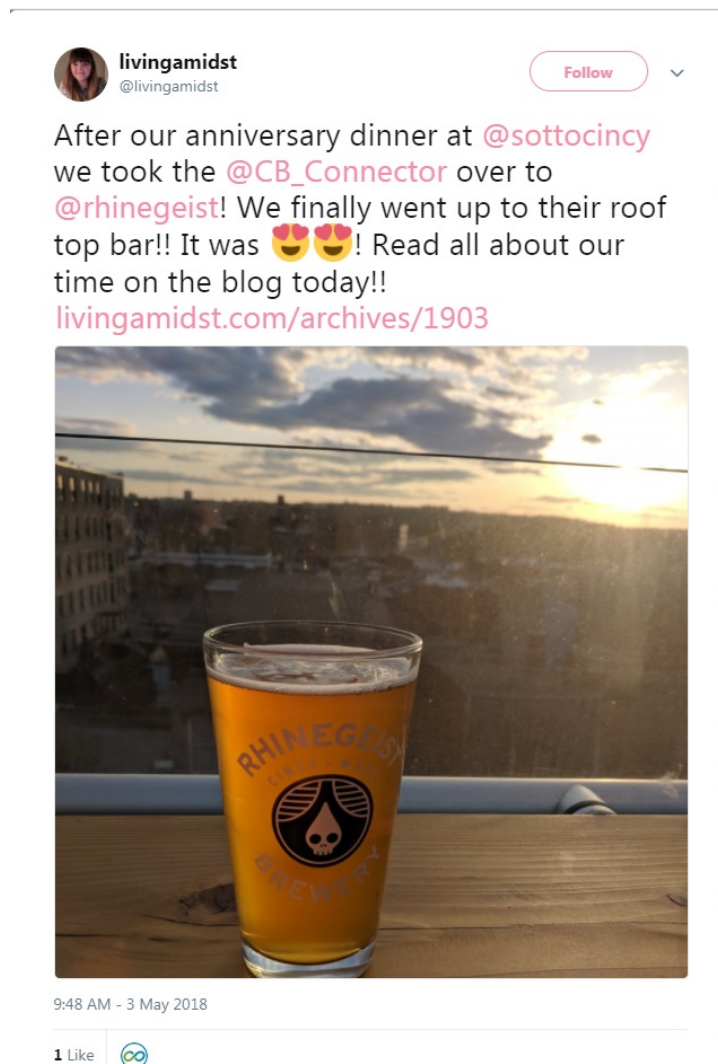 livingamidst
@livingamidst
Follow
After our anniversary dinner at @sottocincy
we took the @CB_Connector over to
@rhinegeist! We finally went up to their roof
top bar!! It was 😍😍! Read all about our
time on the blog today!!
livingamidst.com/archives/1903
RHINEGEIST
BREWERY
9:48 AM - 3 May 2018
1 Like